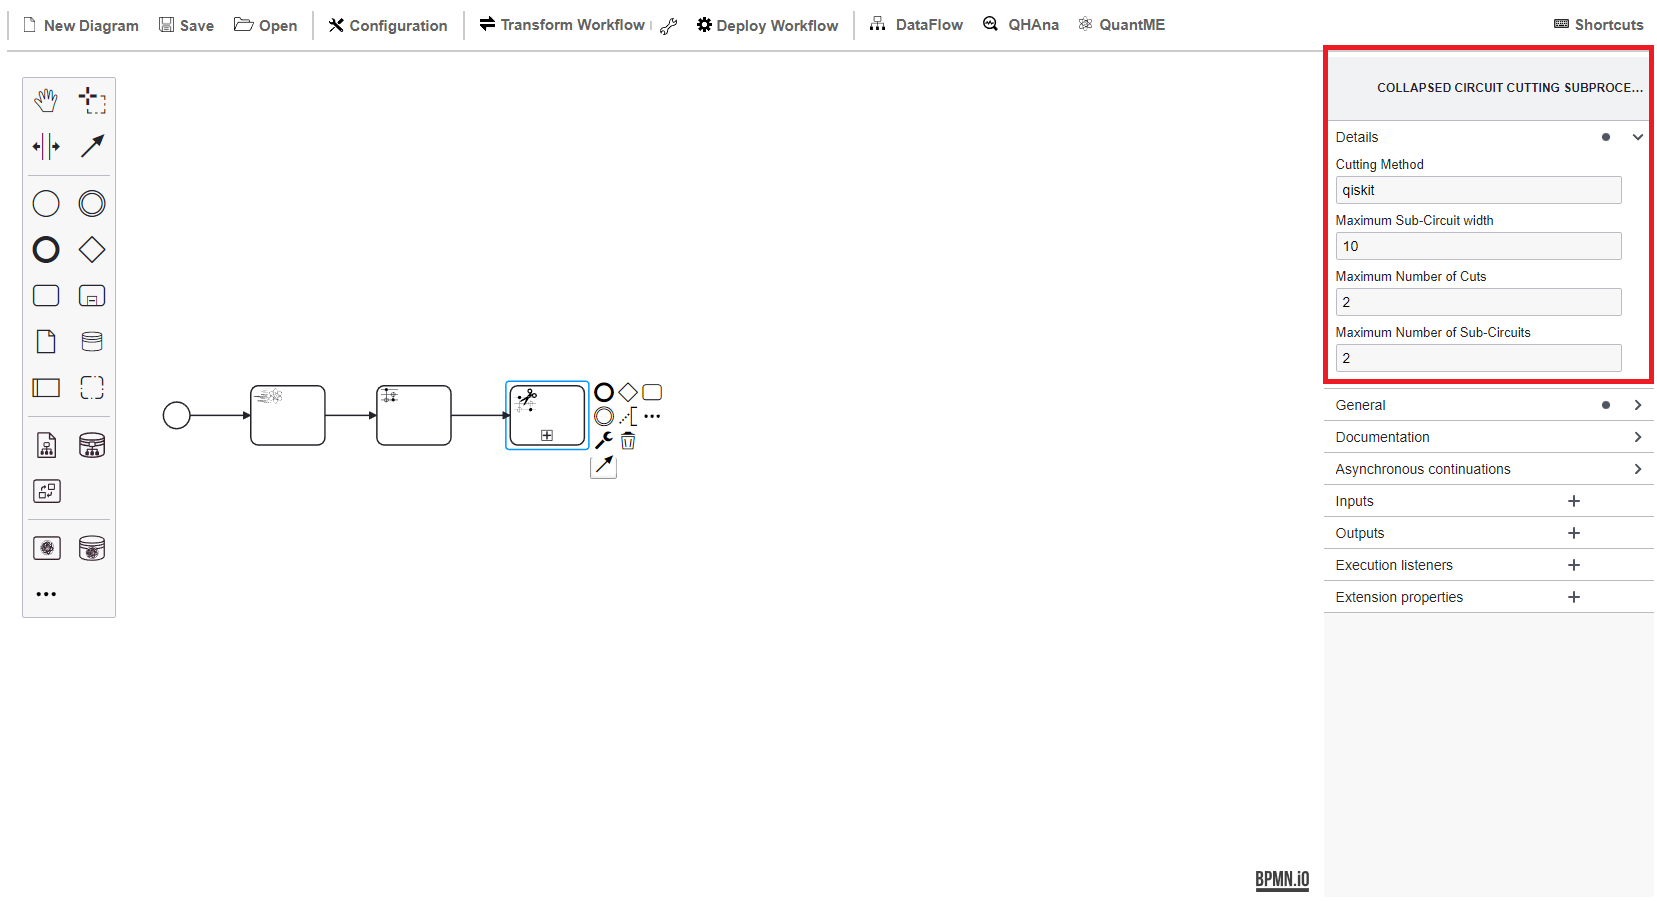 New Diagram Save Open Configuration Transform Workflow Deploy Workflow DataFlow QHAna QuantME Shortcuts
COLLAPSED CIRCUIT CUTTING SUBPROCE...
Details
Cutting Method
qiskit
Maximum Sub-Circuit width
10
Maximum Number of Cuts
2
Maximum Number of Sub-Circuits
2
General
Documentation
Asynchronous continuations
Inputs
Outputs
Execution listeners
Extension properties
BPMN.iO